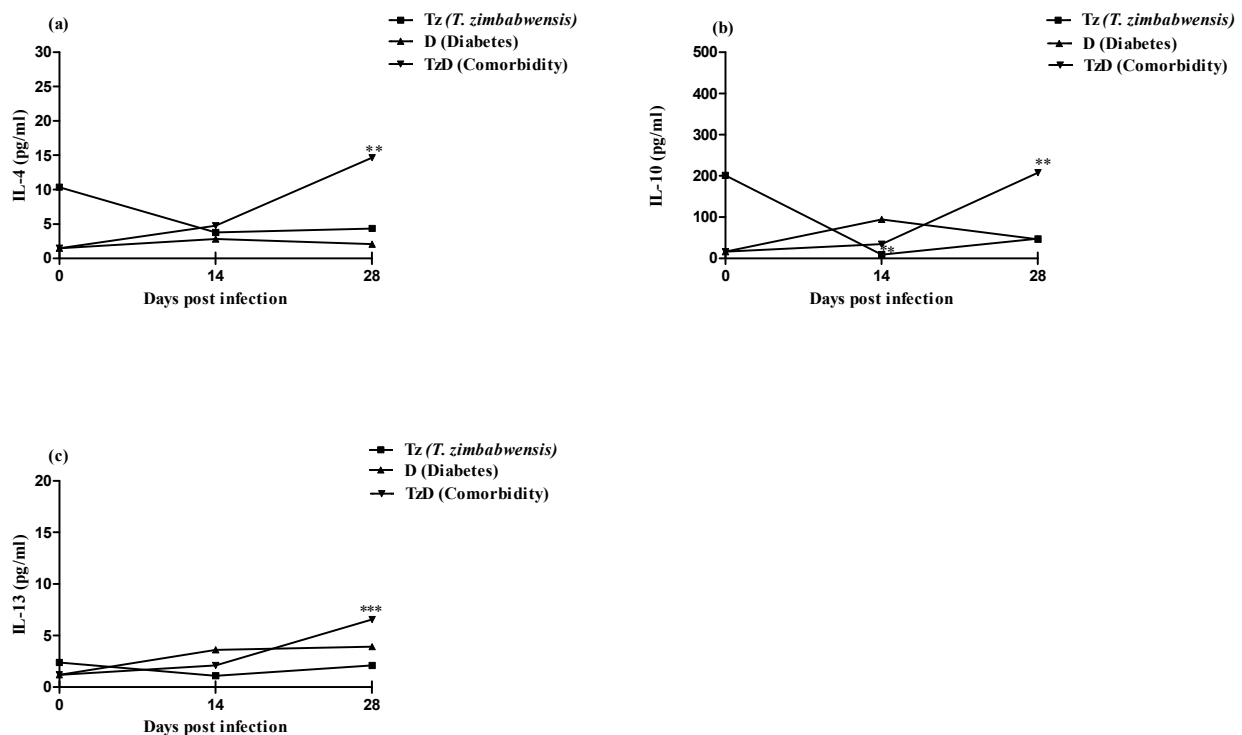 (a)
Tz (T. zimbabwensis)
D (Diabetes)
TzD (Comorbidity)
IL-4 (pg/ml)
30
25
20
15
10
5
0
**
0 14 28
Days post infection
(b)
Tz (T. zimbabwensis)
D (Diabetes)
TzD (Comorbidity)
IL-10 (pg/ml)
500
400
300
200
100
0
**
**
0 14 28
Days post infection
(c)
Tz (T. zimbabwensis)
D (Diabetes)
TzD (Comorbidity)
IL-13 (pg/ml)
20
15
10
5
0
***
0 14 28
Days post infection